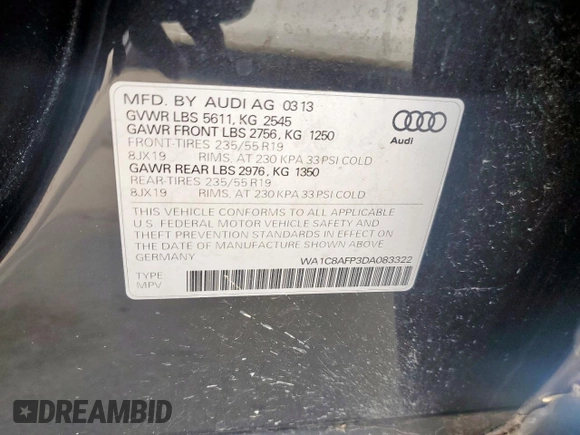 MFD. BY AUDI AG 03 13
GVWR LBS 5611, KG 2545
GAWR FRONT LBS 2756, KG 1250
FRONT-TIRES 235/55 R19
8JX19 RIMS, AT 230 KPA 33 PSI COLD
GAWR REAR LBS 2976, KG 1350
REAR-TIRES 235/55 R19
8JX19 RIMS, AT 230 KPA 33 PSI COLD
Audi
THIS VEHICLE CONFORMS TO ALL APPLICABLE
U.S. FEDERAL MOTOR VEHICLE SAFETY AND
THEFT PREVENTION STANDARDS IN EFFECT ON
THE DATE OF MANUFACTURE SHOWN ABOVE.
GERMANY WA1C8AFP3DA083322
TYPE:
MPV
DREAMBID